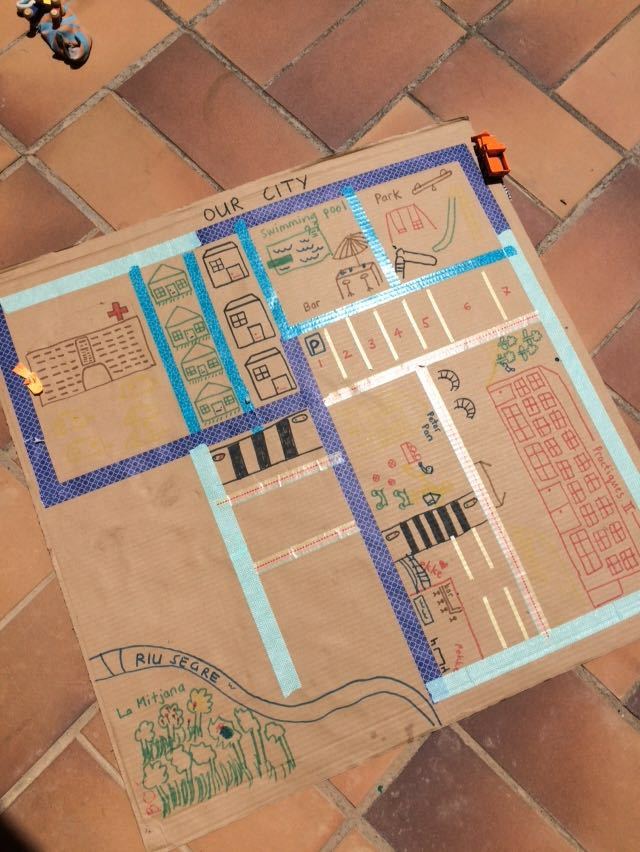 OUR CITY
Swimming pool
Park
Bar
P
1
2
3
4
5
6
7
Peter
Pan
Practiques II
RIU SEGRE
La Mitjana